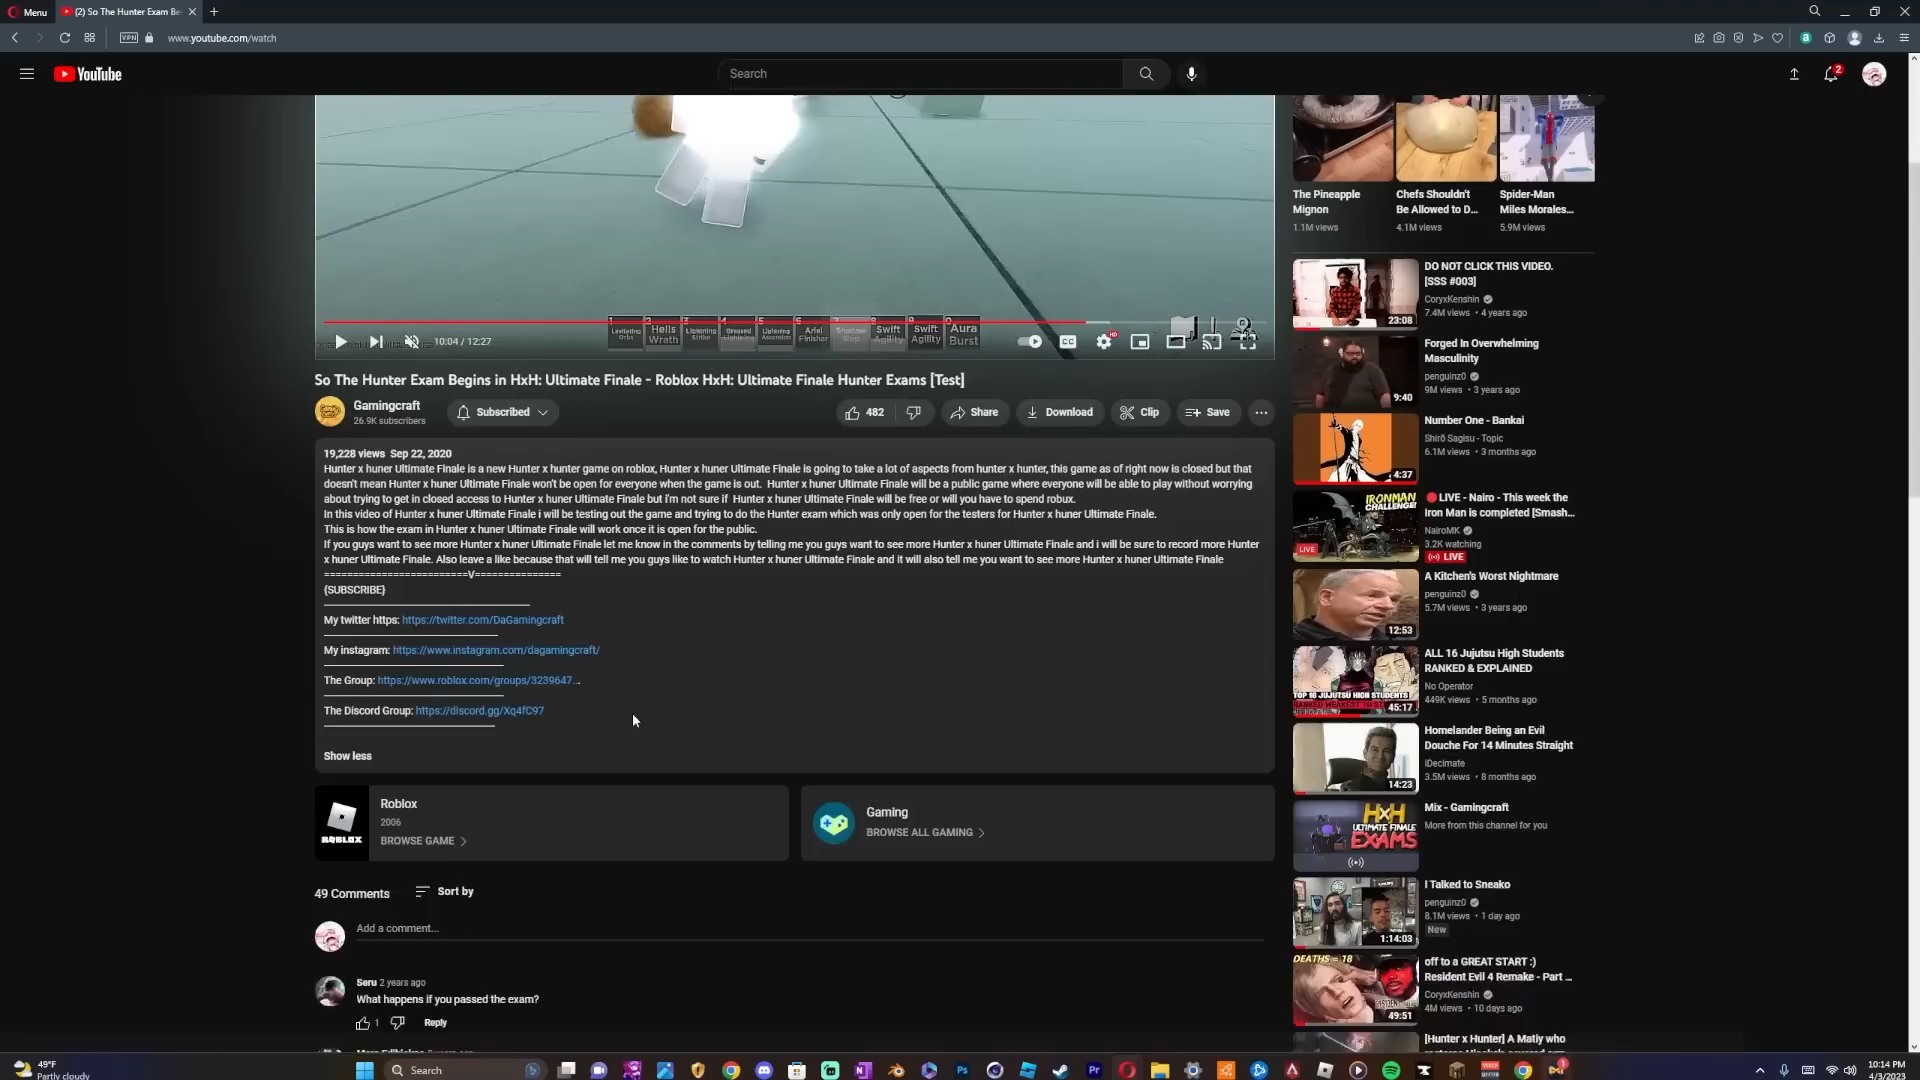 Menu
(2) So The Hunter Exam Be
VPN
www.youtube.com/watch
YouTube
Search
2
The Pineapple
Mignon
1.1M views
Chefs Shouldn't
Be Allowed to D...
4.1M views
Spider-Man
Miles Morales...
5.9M views
Hells
Wrath
Lightning
Strike
Ariel
Finisher
Shadow
Step
Swift
Agility
Swift
Agility
Aura
Burst
10:04 / 12:27
CC
HD
So The Hunter Exam Begins in HxH: Ultimate Finale - Roblox HxH: Ultimate Finale Hunter Exams [Test]
Gamingcraft
26.9K subscribers
Subscribed
482
Share
Download
Clip
Save
19,228 views Sep 22, 2020
Hunter x huner Ultimate Finale is a new Hunter x hunter game on roblox, Hunter x huner Ultimate Finale is going to take a lot of aspects from hunter x hunter, this game as of right now is closed but that
doesn't mean Hunter x huner Ultimate Finale won't be open for everyone when the game is out. Hunter x huner Ultimate Finale will be a public game where everyone will be able to play without worrying
about trying to get in closed access to Hunter x huner Ultimate Finale but i'm not sure if Hunter x huner Ultimate Finale will be free or will you have to spend robux.
In this video of Hunter x huner Ultimate Finale i will be testing out the game and trying to do the Hunter exam which was only open for the testers for Hunter x huner Ultimate Finale.
This is how the exam in Hunter x huner Ultimate Finale will work once it is open for the public.
If you guys want to see more Hunter x huner Ultimate Finale let me know in the comments by telling me you guys want to see more Hunter x huner Ultimate Finale and i will be sure to record more Hunter
x huner Ultimate Finale. Also leave a like because that will tell me you guys like to watch Hunter x huner Ultimate Finale and it will also tell me you want to see more Hunter x huner Ultimate Finale
=========================V===============
{SUBSCRIBE}
My twitter https: https://twitter.com/DaGamingcraft
My instagram: https://www.instagram.com/dagamingcraft/
The Group: https://www.roblox.com/groups/3239647...
The Discord Group: https://discord.gg/Xq4fC97
Show less
ROBLOX
Roblox
2006
BROWSE GAME
Gaming
BROWSE ALL GAMING
49 Comments
Sort by
Add a comment...
Seru 2 years ago
What happens if you passed the exam?
1
Reply
DO NOT CLICK THIS VIDEO.
[SSS #003]
CoryxKenshin
7.4M views • 4 years ago
23:08
Forged In Overwhelming
Masculinity
penguinz0
9M views • 3 years ago
9:40
Number One - Bankai
Shirō Sagisu - Topic
6.1M views • 3 months ago
4:37
IRONMAN
CHALLENGE
LIVE
LIVE - Nairo - This week the
Iron Man is completed [Smash...
NairoMK
3.2K watching
LIVE
A Kitchen's Worst Nightmare
penguinz0
5.7M views • 3 years ago
12:53
TOP 16 JUJUTSU HIGH STUDENTS
RANKED WEAKEST TO ST
45:17
ALL 16 Jujutsu High Students
RANKED & EXPLAINED
No Operator
449K views • 5 months ago
Homelander Being an Evil
Douche For 14 Minutes Straight
IDecimate
3.5M views • 8 months ago
14:23
HxH
ULTIMATE FINALE
EXAMS
Mix - Gamingcraft
More from this channel for you
I Talked to Sneako
penguinz0
8.1M views • 1 day ago
New
1:14:03
DEATHS = 18
49:51
off to a GREAT START :)
Resident Evil 4 Remake - Part ...
CoryxKenshin
4M views • 10 days ago
[Hunter x Hunter] A Matiy who
49°F
Partly cloudy
Search
10:14 PM
4/3/2023